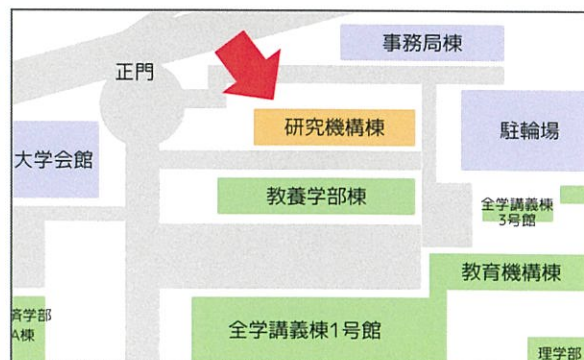 事務局棟
正門
研究機構棟
駐輪場
大学会館
教養学部棟
全学講義棟
3号館
教育機構棟
済学部
A棟
全学講義棟1号館
理学部